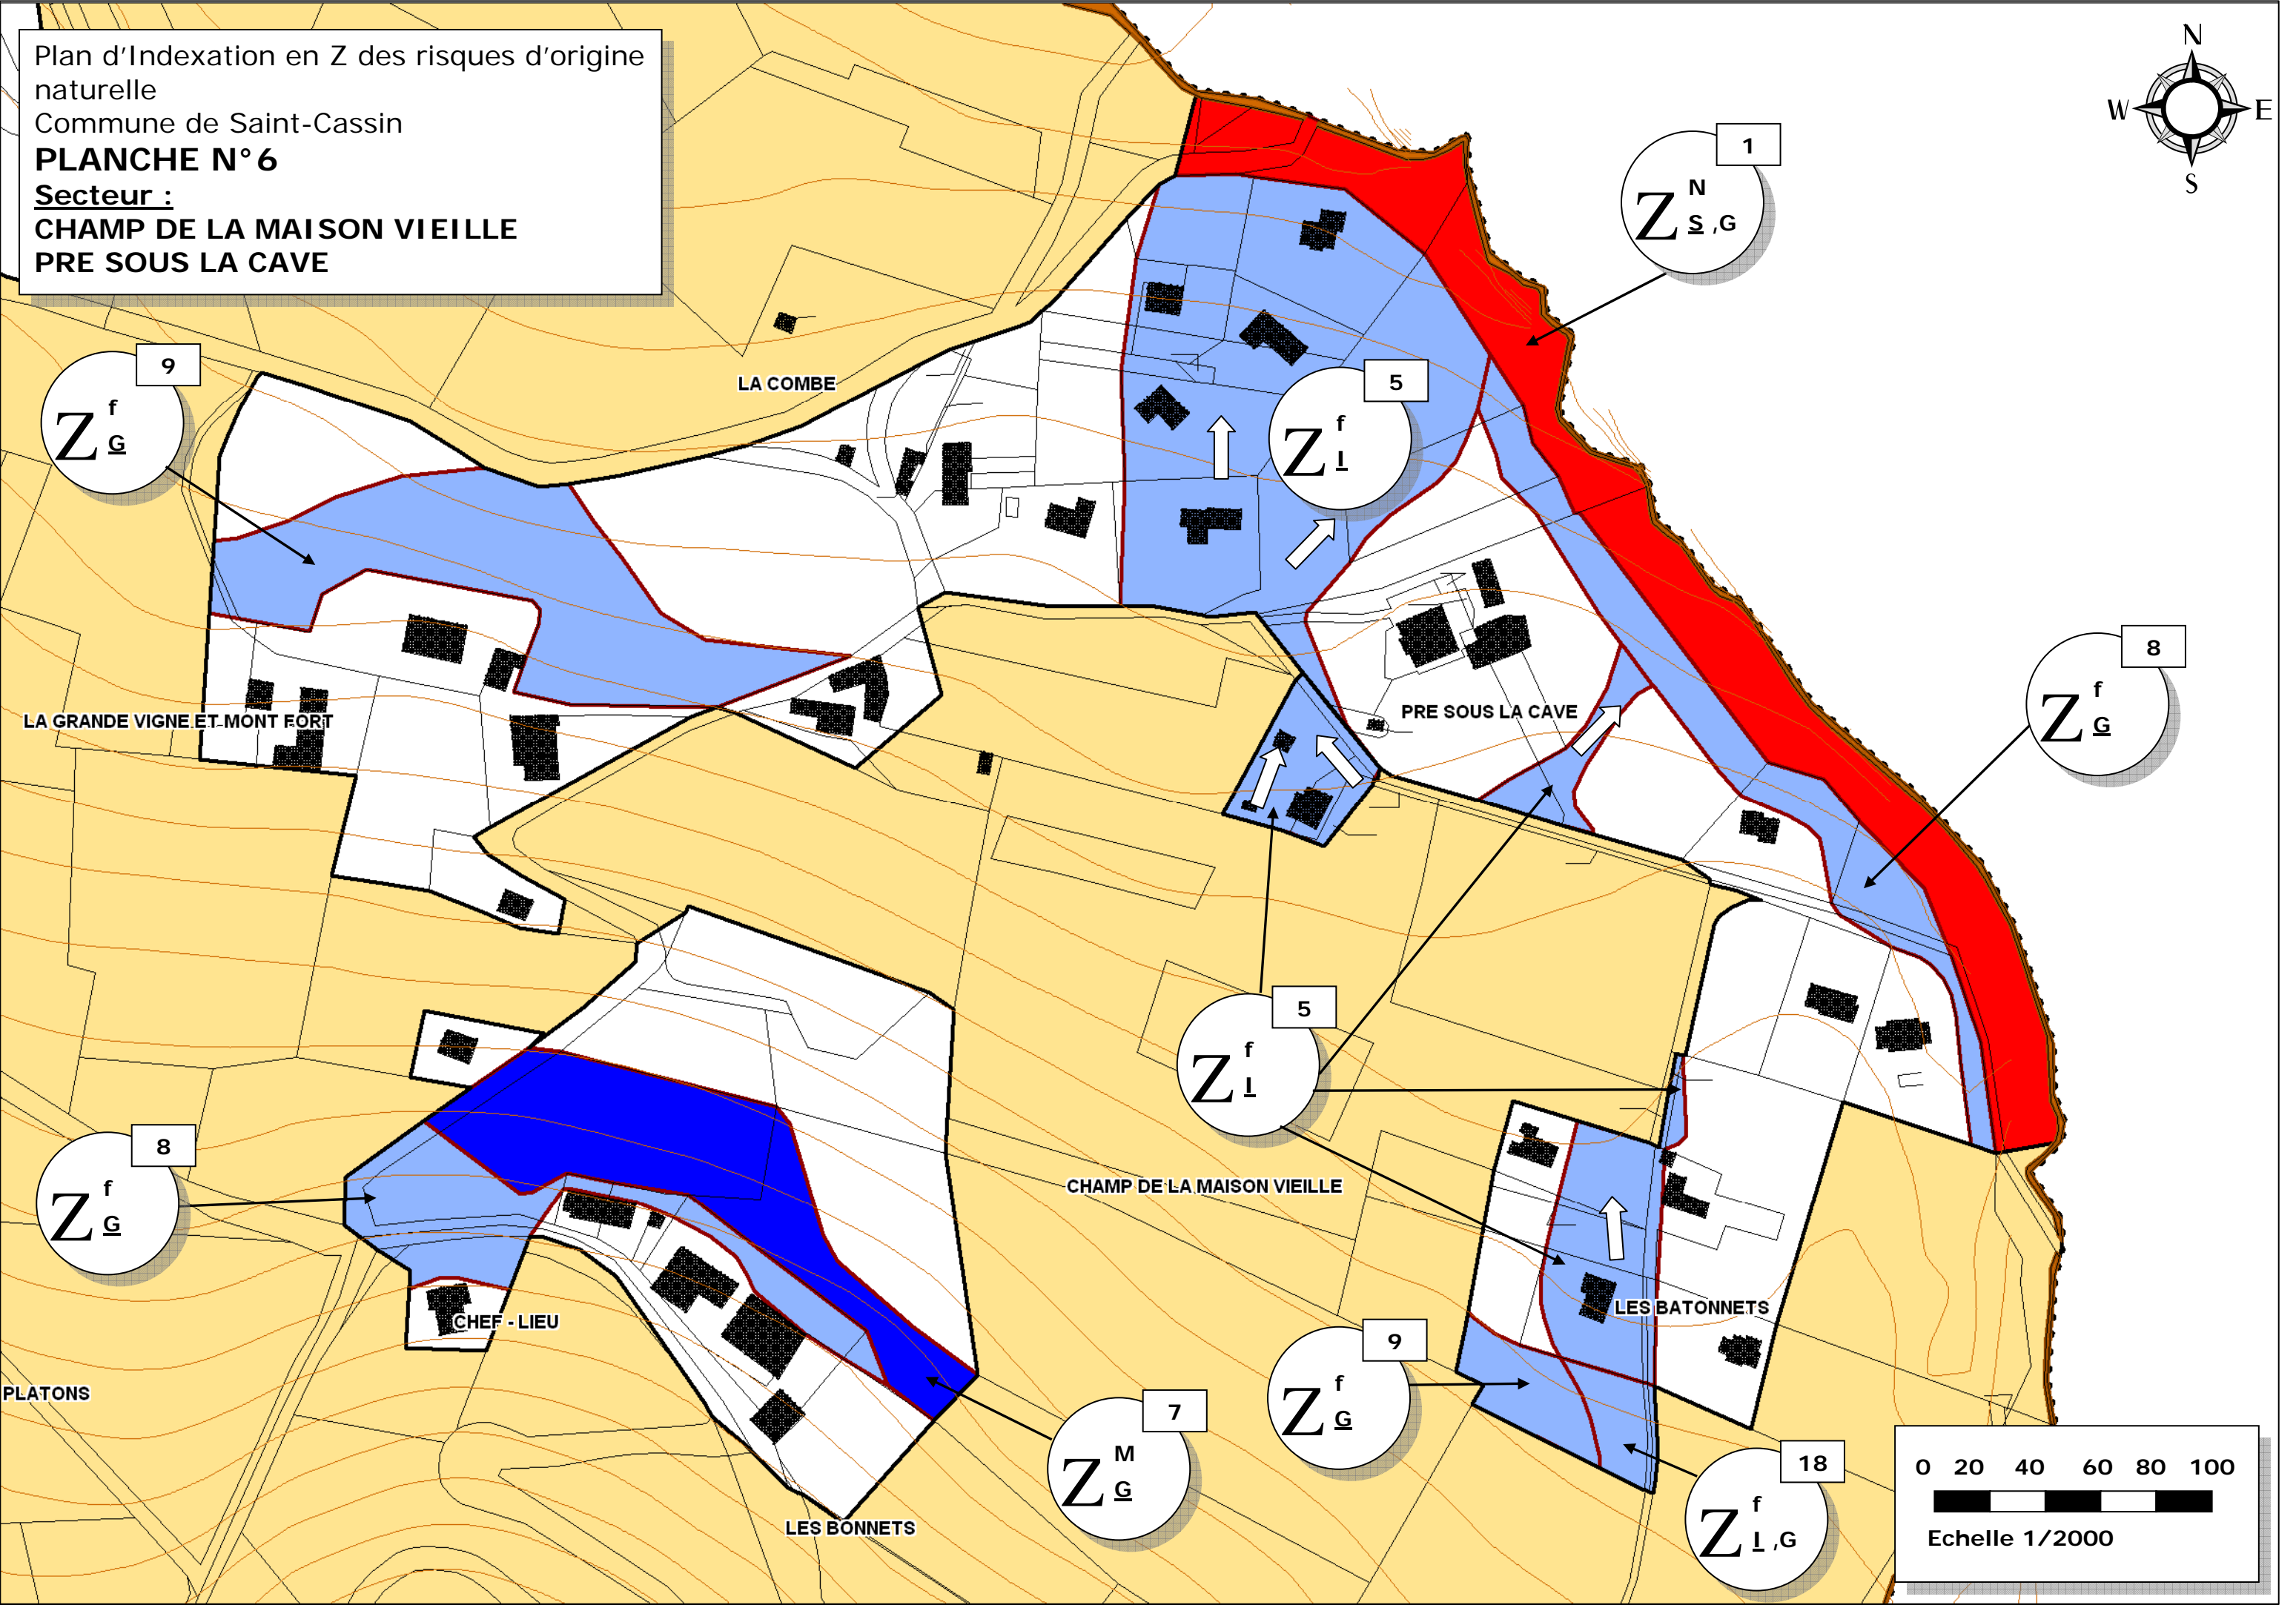 Plan d'Indexation en Z des risques d'origine
naturelle
Commune de Saint-Cassin
PLANCHE N°6
Secteur :
CHAMP DE LA MAISON VIEILLE
PRE SOUS LA CAVE
N
W E
S
1
Z N S ,G
9
Z f G
LA COMBE
5
Z f I
8
Z f G
LA GRANDE VIGNE ET MONT FORT
PRE SOUS LA CAVE
5
Z f I
8
Z f G
CHAMP DE LA MAISON VIEILLE
CHEF - LIEU
LES BATONNETS
9
Z f G
PLATONS
7
Z M G
18
Z f I ,G
LES BONNETS
0 20 40 60 80 100
Echelle 1/2000